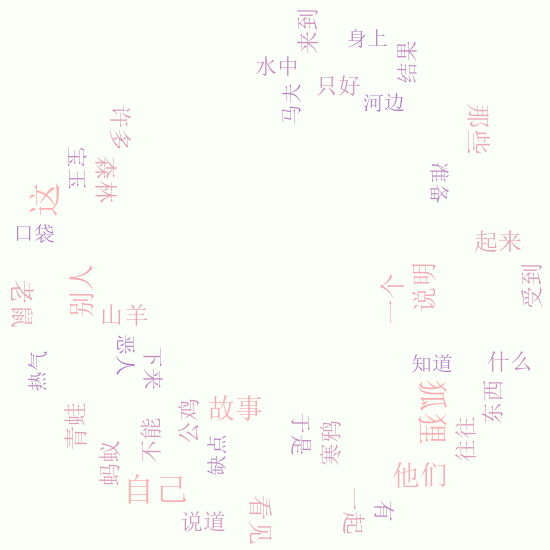 来到
身上
结果
水中
只好
马夫
河边
许多
那些
宝玉
森林
准备
这
口袋
起来
别人
一个
说明
受到
老鼠
山羊
恶人
下来
热气
知道
什么
狐狸
东西
故事
公鸡
青蛙
不能
缺点
于是
寒鸦
往往
蚂蚁
自己
他们
说道
看见
一起
有